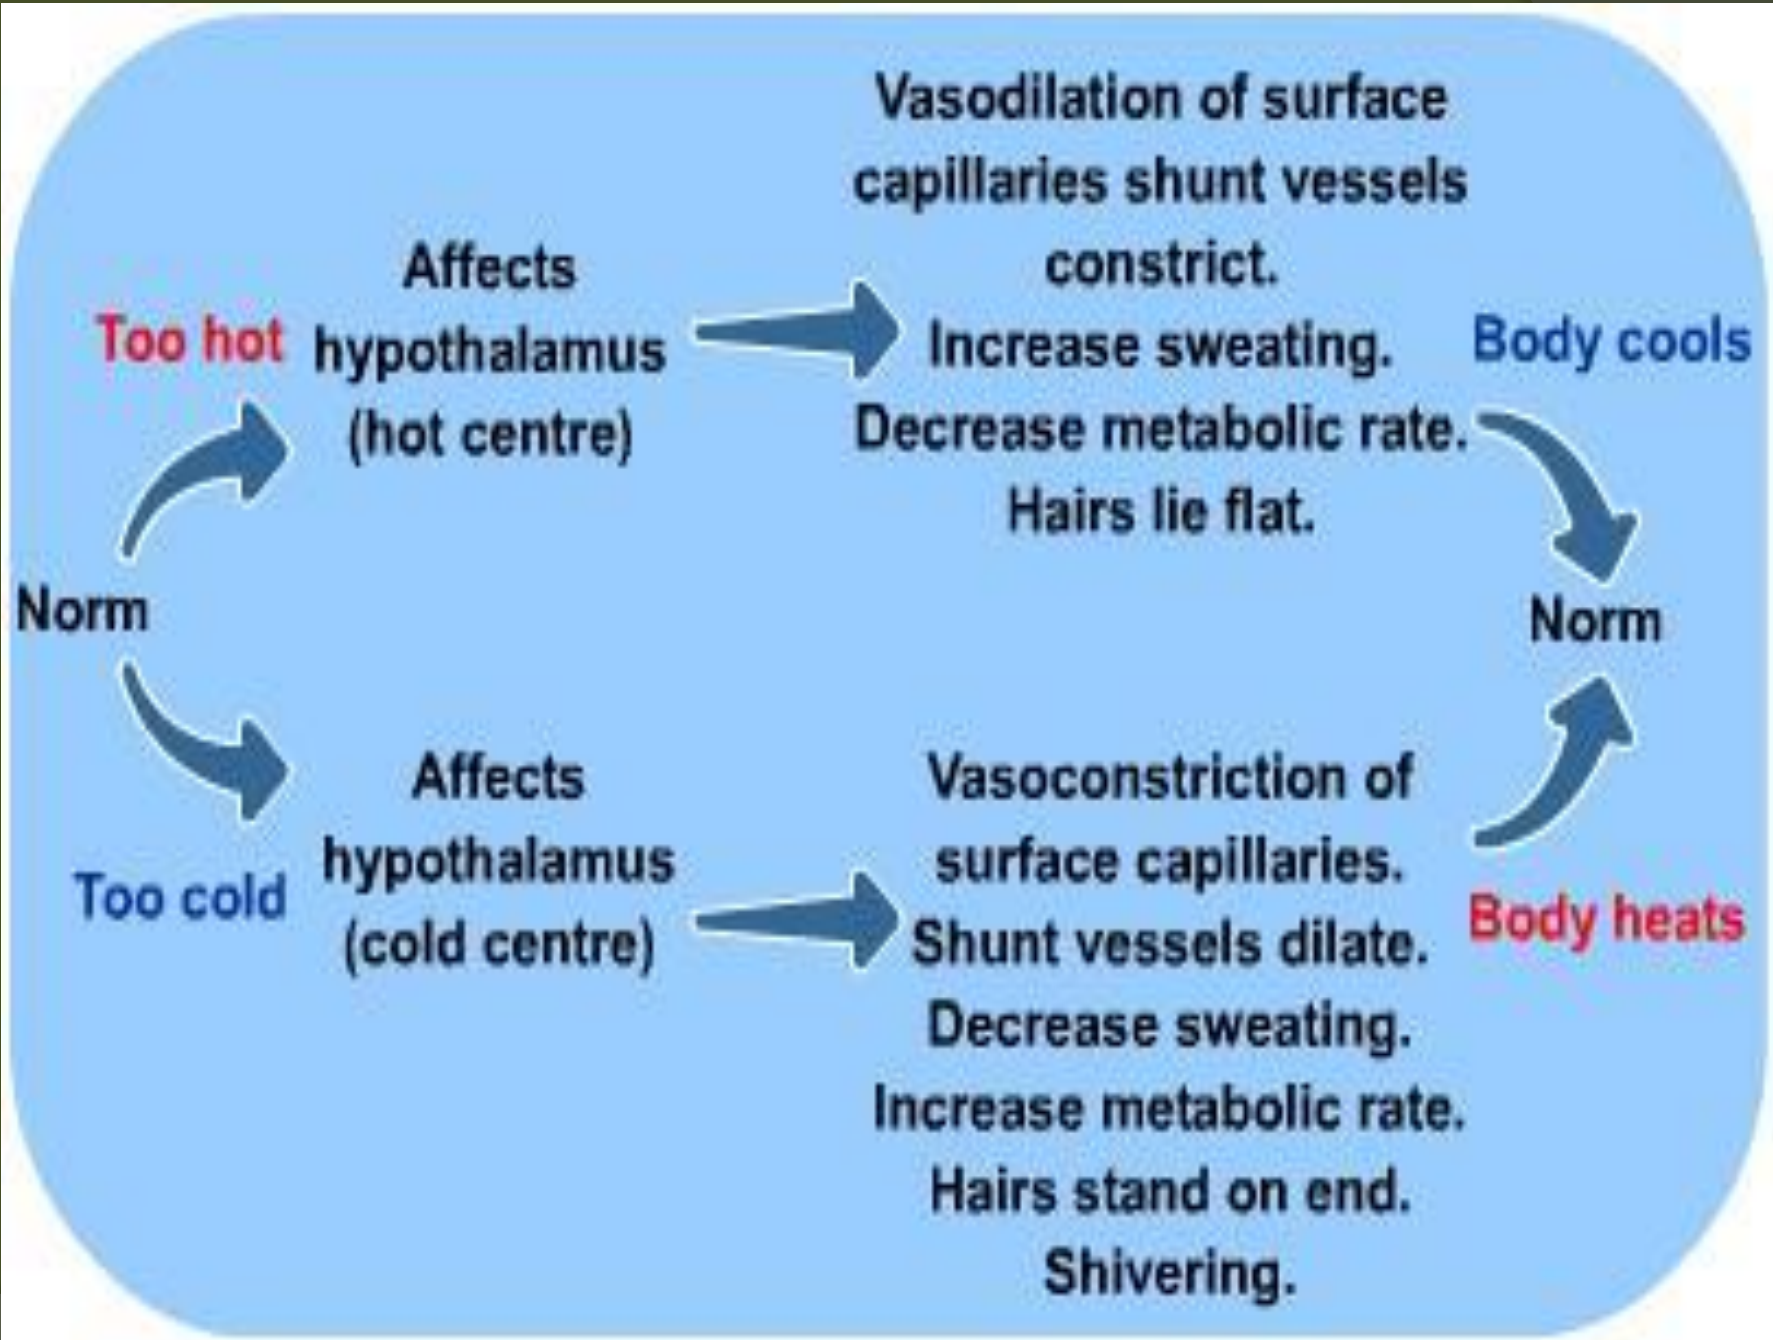 Norm
Too hot
Affects
hypothalamus
(hot centre)
Vasodilation of surface
capillaries shunt vessels
constrict.
Increase sweating.
Decrease metabolic rate.
Hairs lie flat.
Body cools
Norm
Too cold
Affects
hypothalamus
(cold centre)
Vasoconstriction of
surface capillaries.
Shunt vessels dilate.
Decrease sweating.
Increase metabolic rate.
Hairs stand on end.
Shivering.
Body heats